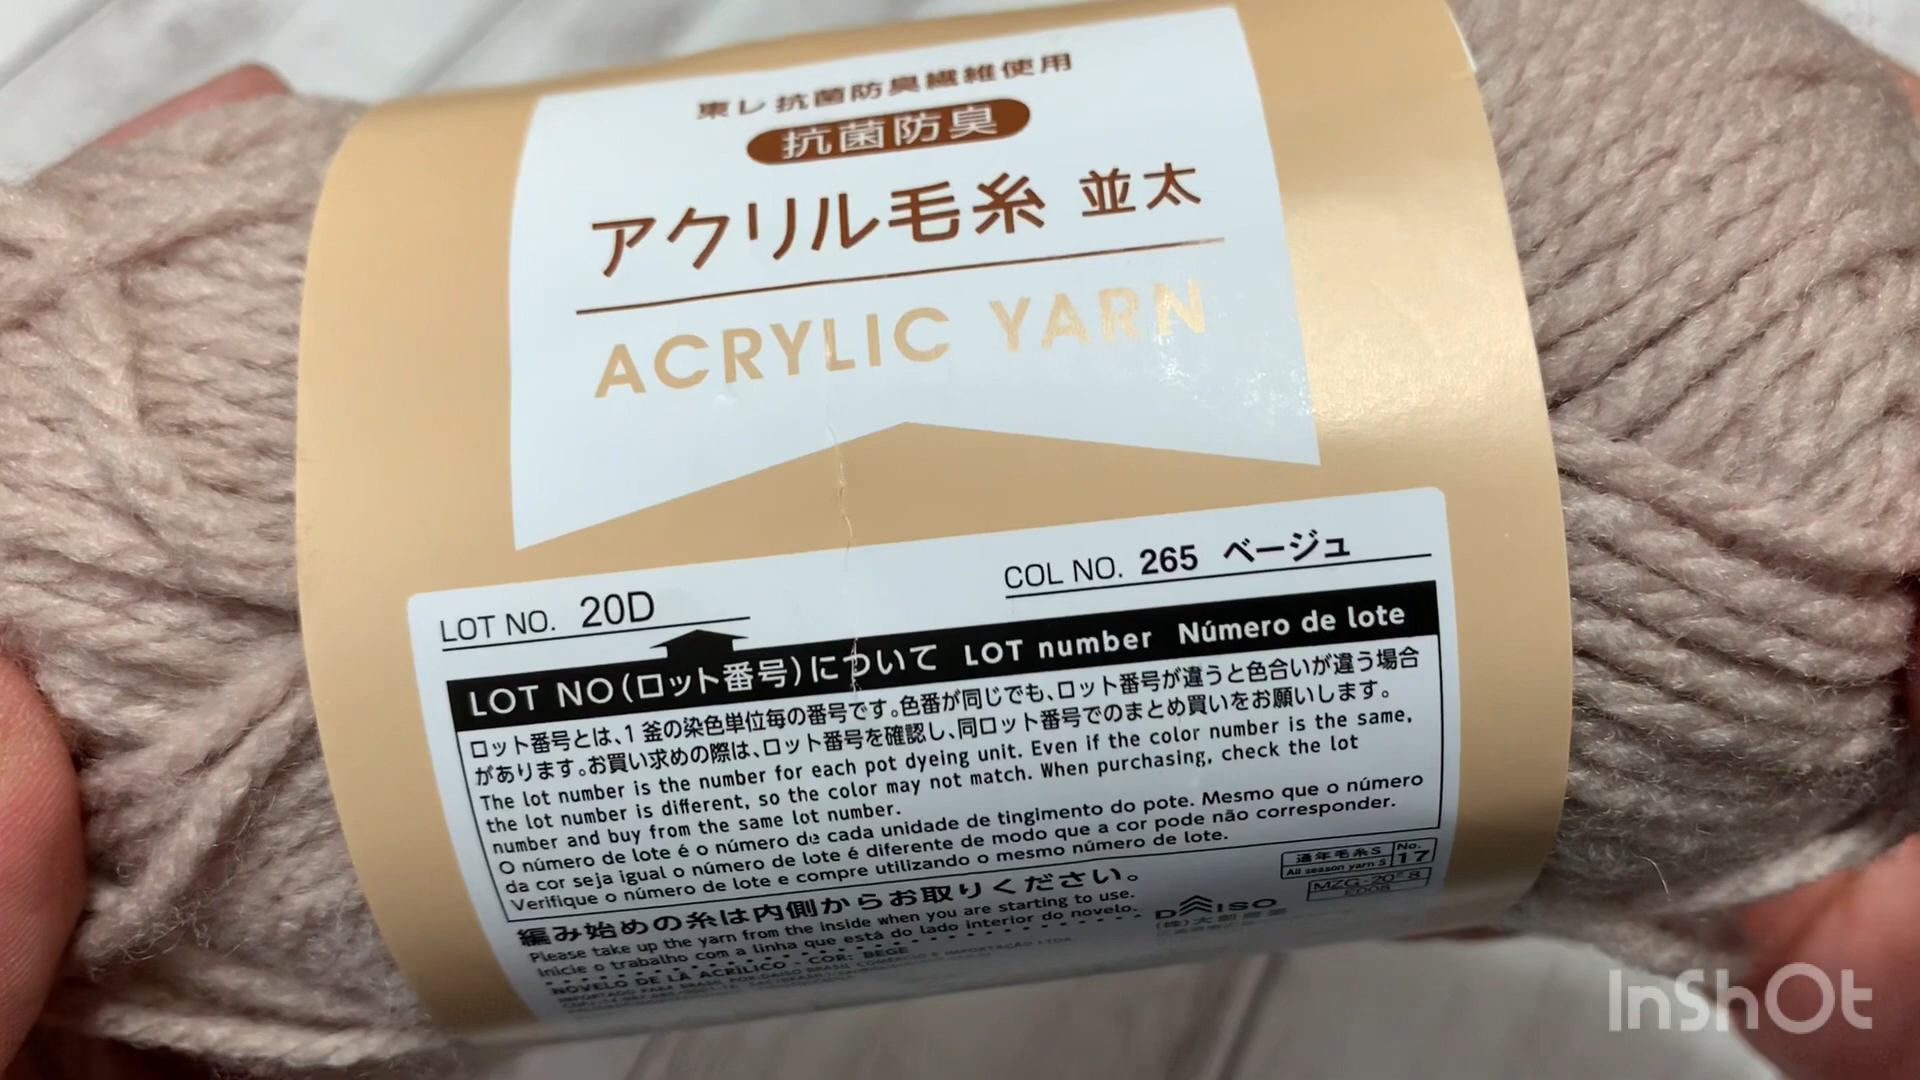 東レ抗菌防臭繊維使用
抗菌防臭
アクリル毛糸 並太
ACRYLIC YARN
LOT NO. 20D
COL NO. 265 ベージュ
LOT NO(ロット番号)について LOT number Número de lote
ロット番号とは、1 釜の染色単位毎の番号です。色番が同じでも、ロット番号が違うと色合いが違う場合
があります。お買い求めの際は、ロット番号を確認し、同ロット番号でのまとめ買いをお願いします。
The lot number is the number for each pot dyeing unit. Even if the color number is the same,
the lot number is different, so the color may not match. When purchasing, check the lot
number and buy from the same lot number.
O número de lote é o número de cada unidade de tingimento do pote. Mesmo que o número
da cor seja igual o número de lote é diferente de modo que a cor pode não corresponder.
Verifique o número de lote e compre utilizando o mesmo número de lote.
編み始めの糸は内側からお取りください。
Please take up the yarn from the inside when you are starting to use.
Inicie o trabalho com a linha que está do lado interior do novelo.
通年毛糸S No.
All season yarn S 17
DAISO
(株)大創産業
NOVELO DE LÃ ACRÍLICO - COR: BEGE
IMPORTADO PARA BRASIL POR:DAISO BRASIL COMERCIO E IMPORTAÇÃO LTDA.
InShOt